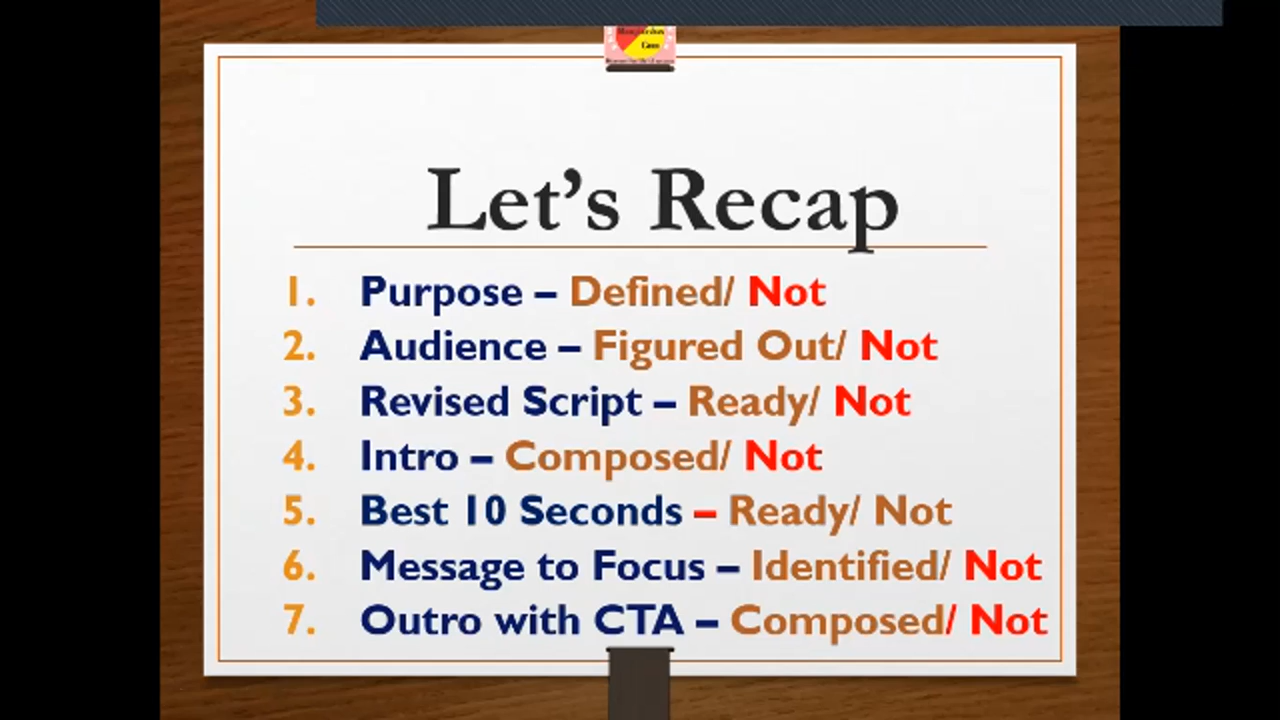 Let's Recap
1. Purpose – Defined/ Not
2. Audience – Figured Out/ Not
3. Revised Script – Ready/ Not
4. Intro – Composed/ Not
5. Best 10 Seconds – Ready/ Not
6. Message to Focus – Identified/ Not
7. Outro with CTA – Composed/ Not